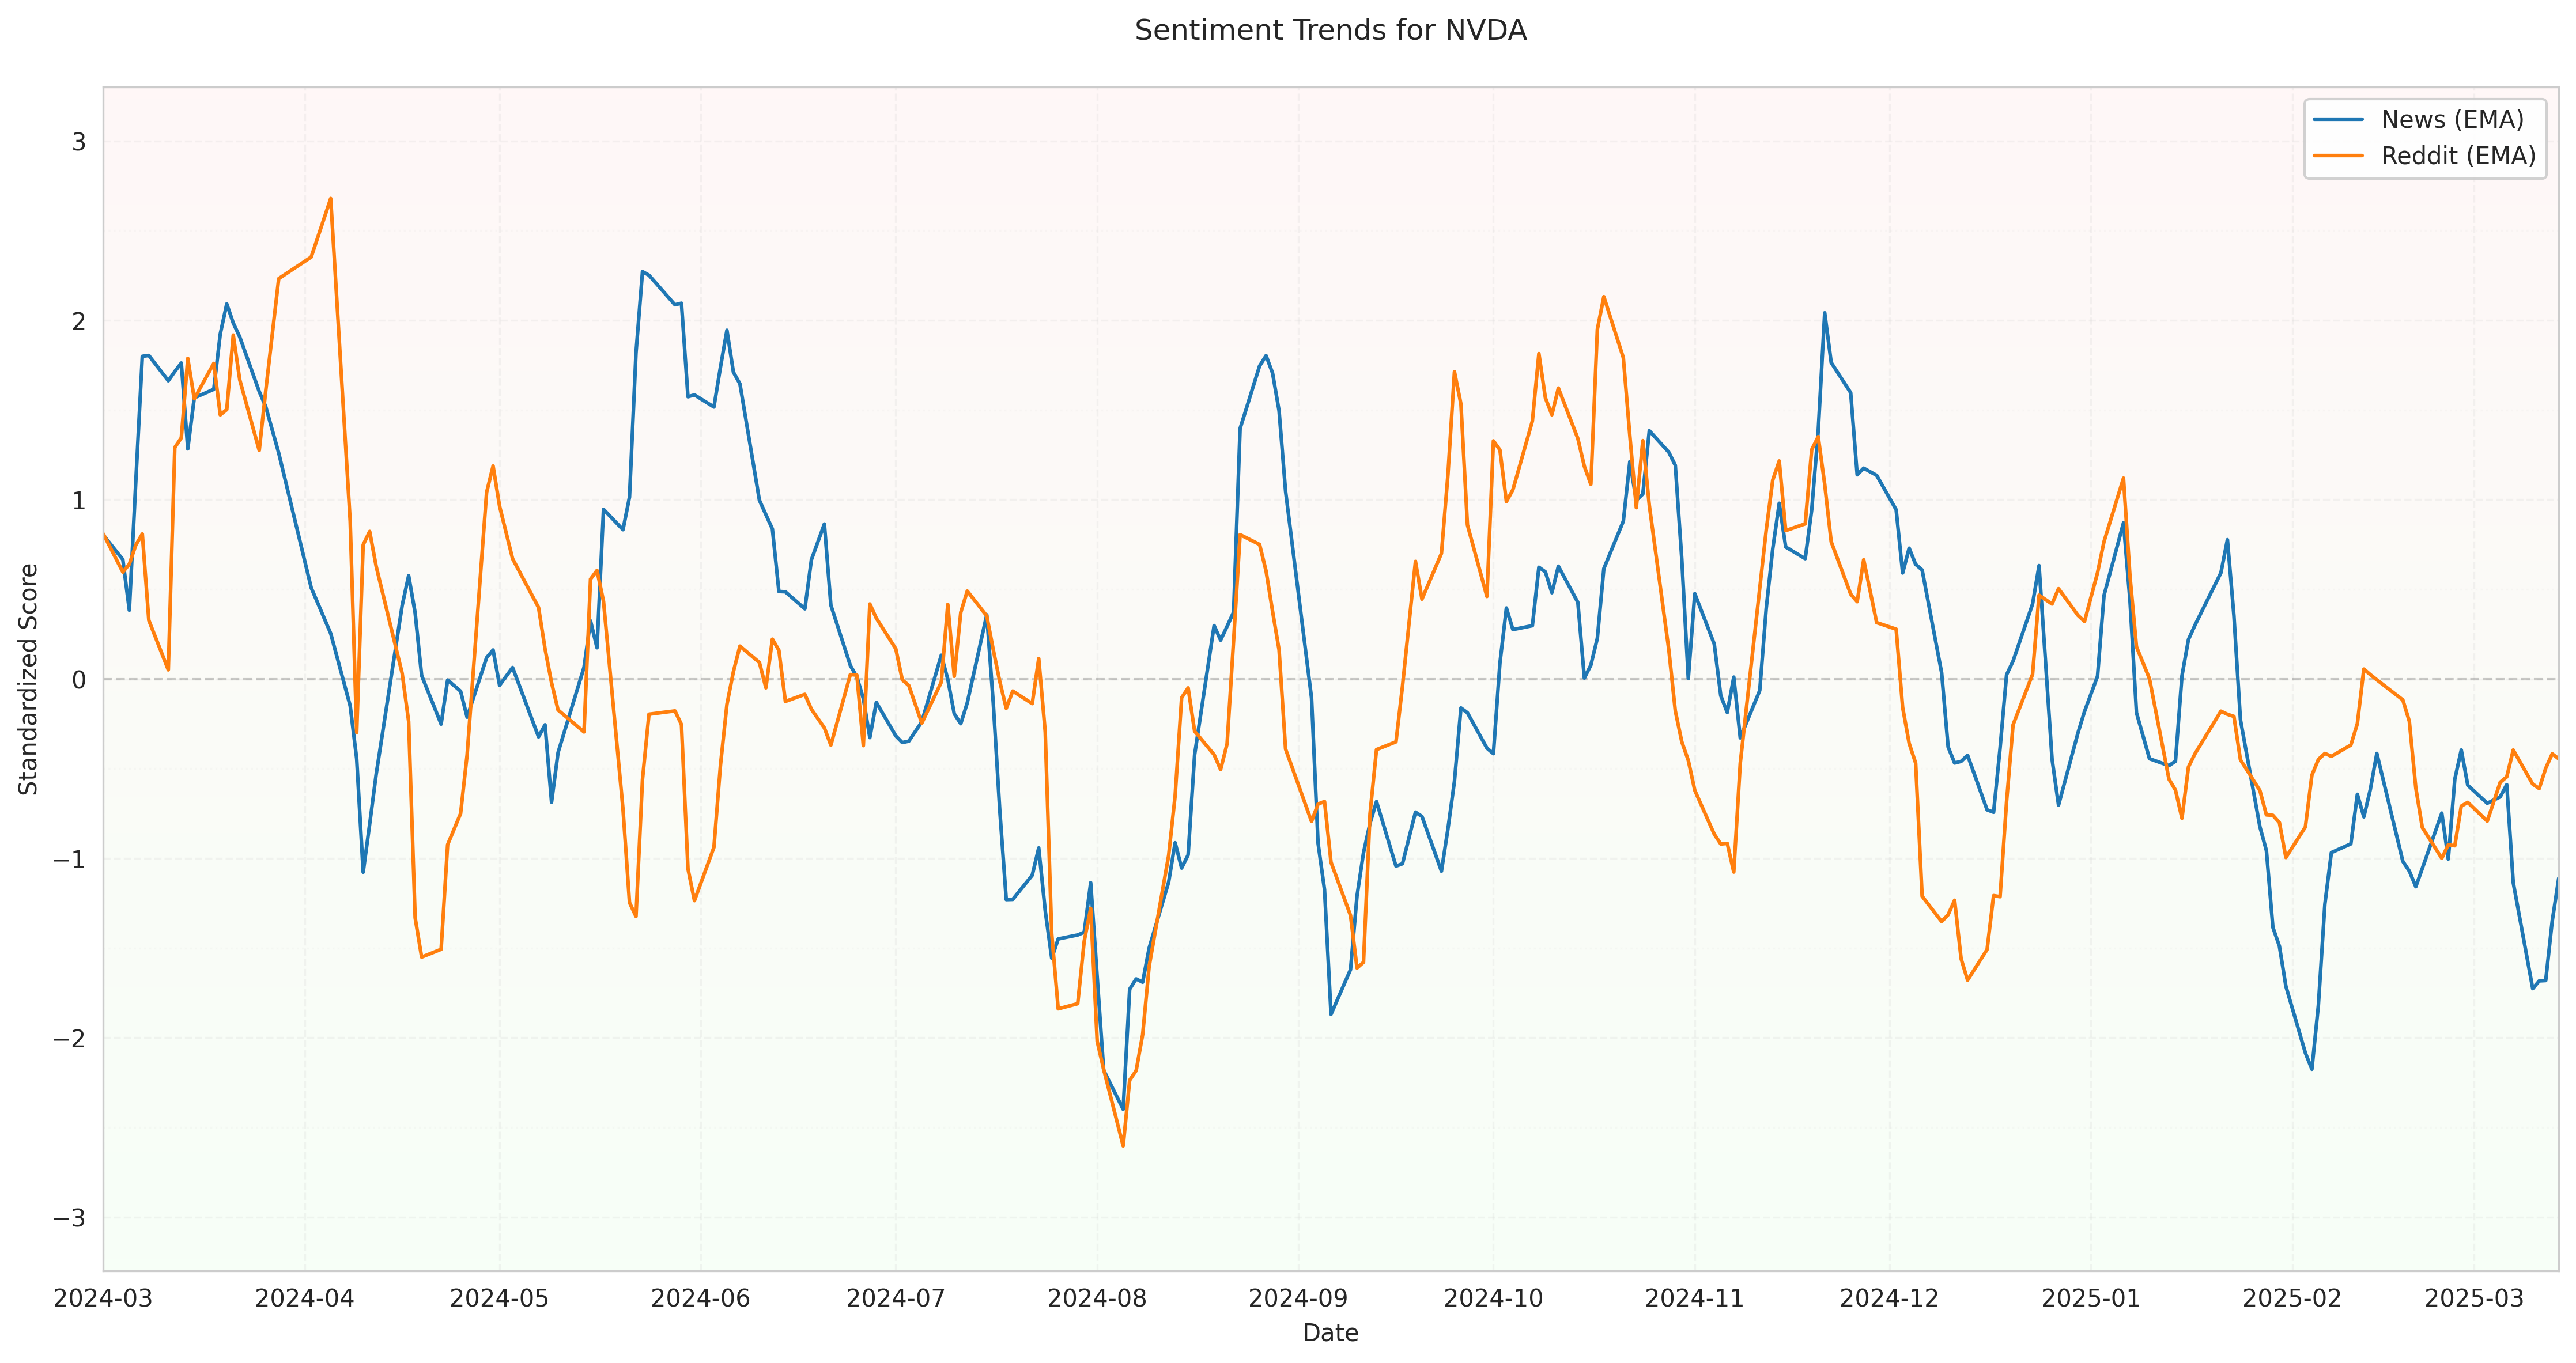 Sentiment Trends for NVDA
News (EMA)
Reddit (EMA)
3
2
1
0
−1
−2
−3
Standardized Score
2024-03 2024-04 2024-05 2024-06 2024-07 2024-08 2024-09 2024-10 2024-11 2024-12 2025-01 2025-02 2025-03
Date